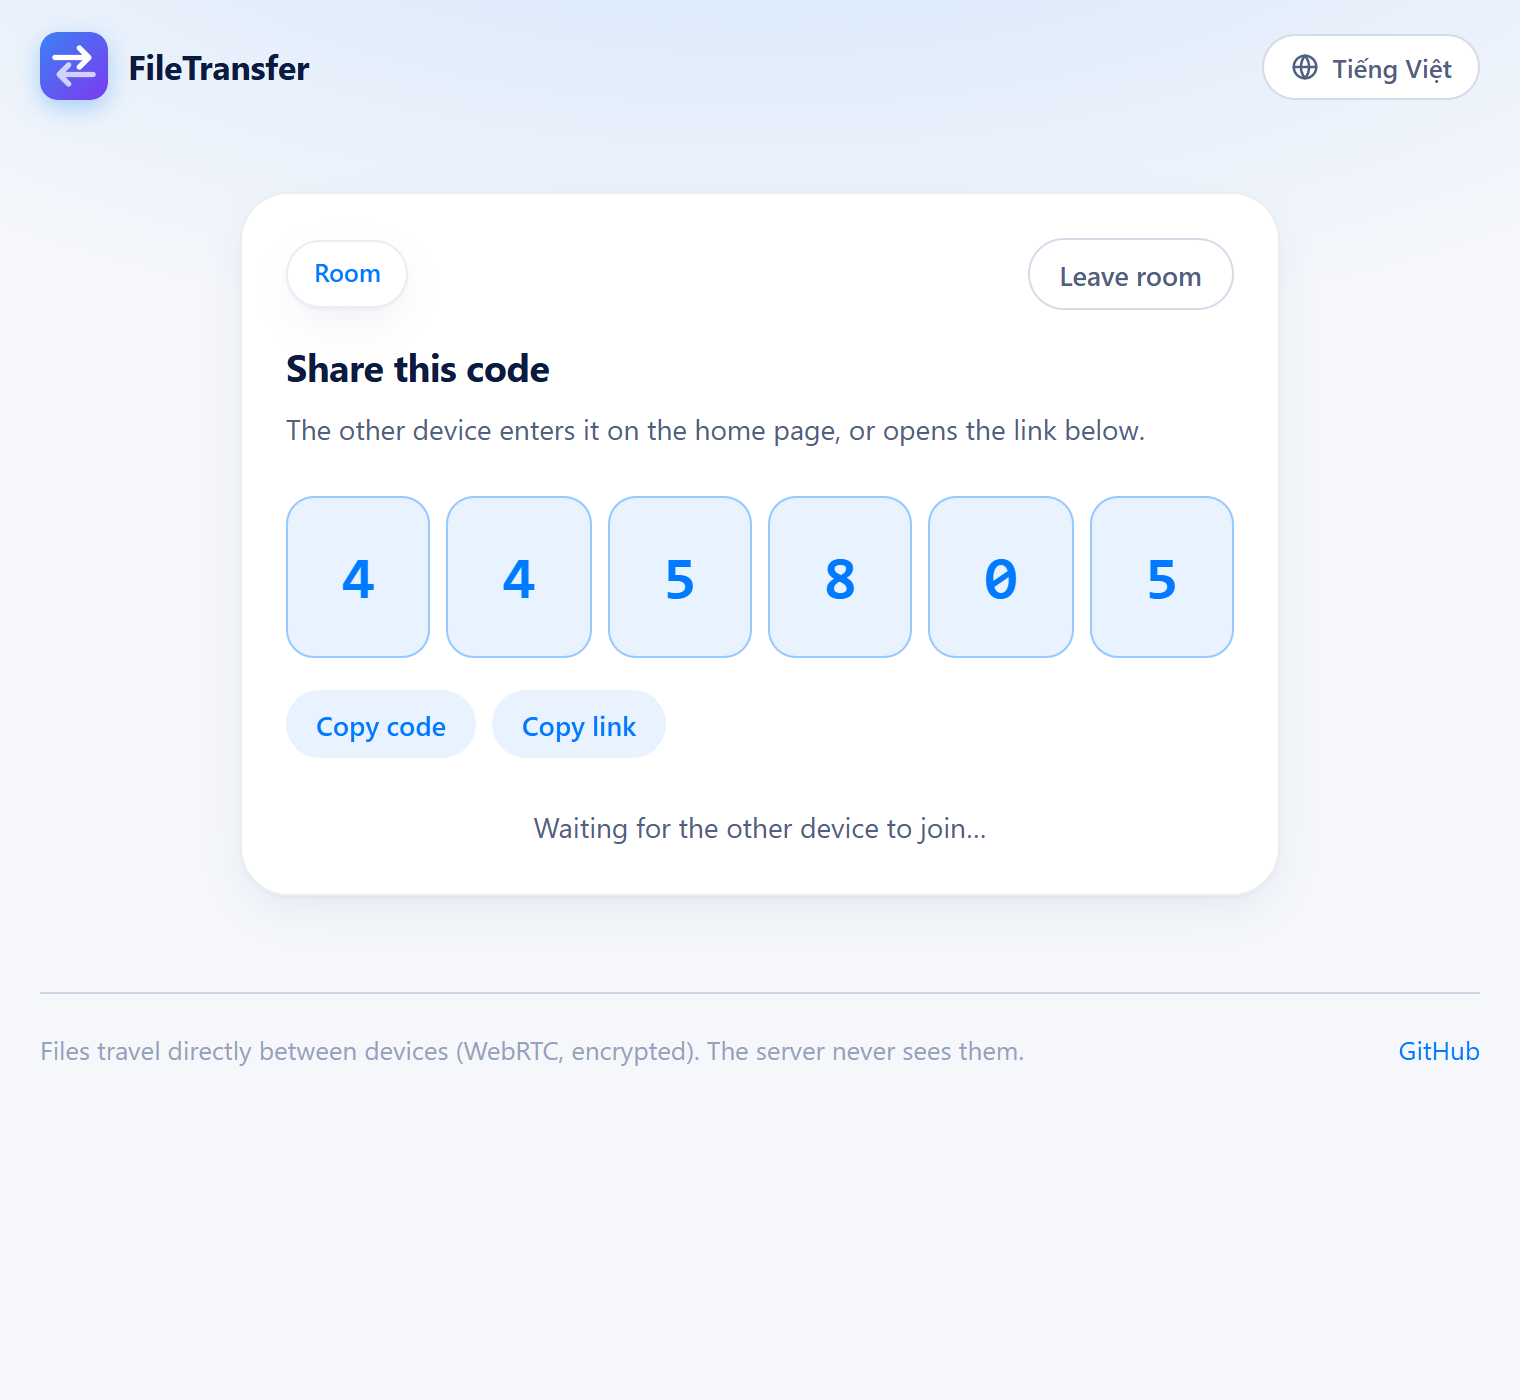 FileTransfer
Tiếng Việt
Room
Leave room
Share this code
The other device enters it on the home page, or opens the link below.
4 4 5 8 0 5
Copy code
Copy link
Waiting for the other device to join...
Files travel directly between devices (WebRTC, encrypted). The server never sees them.
GitHub